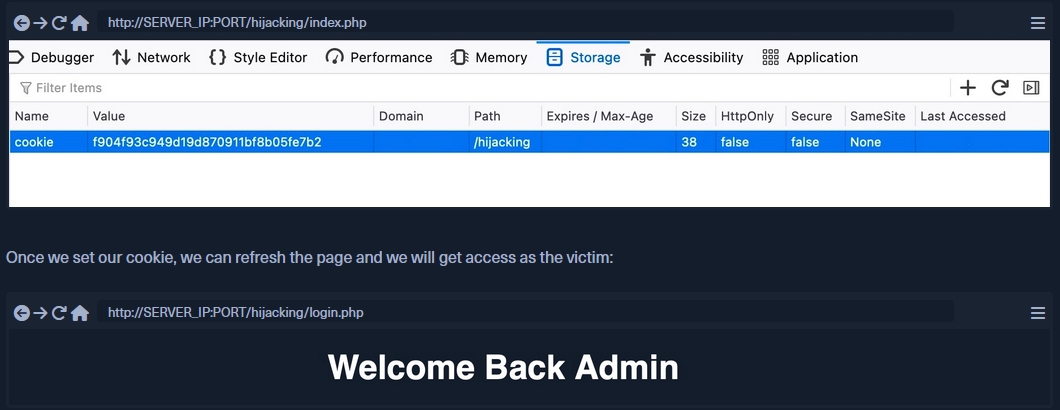 http://SERVER_IP:PORT/hijacking/index.php
Debugger Network Style Editor Performance Memory Storage Accessibility Application
Filter Items
Name Value Domain Path Expires / Max-Age Size HttpOnly Secure SameSite Last Accessed
cookie f904f93c949d19d870911bf8b05fe7b2 /hijacking 38 false false None
Once we set our cookie, we can refresh the page and we will get access as the victim:
http://SERVER_IP:PORT/hijacking/login.php
Welcome Back Admin